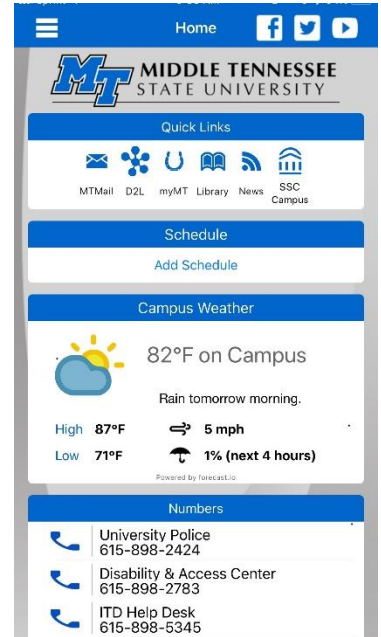 Home
MT
MIDDLE TENNESSEE
STATE UNIVERSITY
Quick Links
MTMail D2L myMT Library News SSC Campus
Schedule
Add Schedule
Campus Weather
82°F on Campus
Rain tomorrow morning.
High 87°F 5 mph
Low 71°F 1% (next 4 hours)
Powered by forecast.io
Numbers
University Police
615-898-2424
Disability & Access Center
615-898-2783
ITD Help Desk
615-898-5345